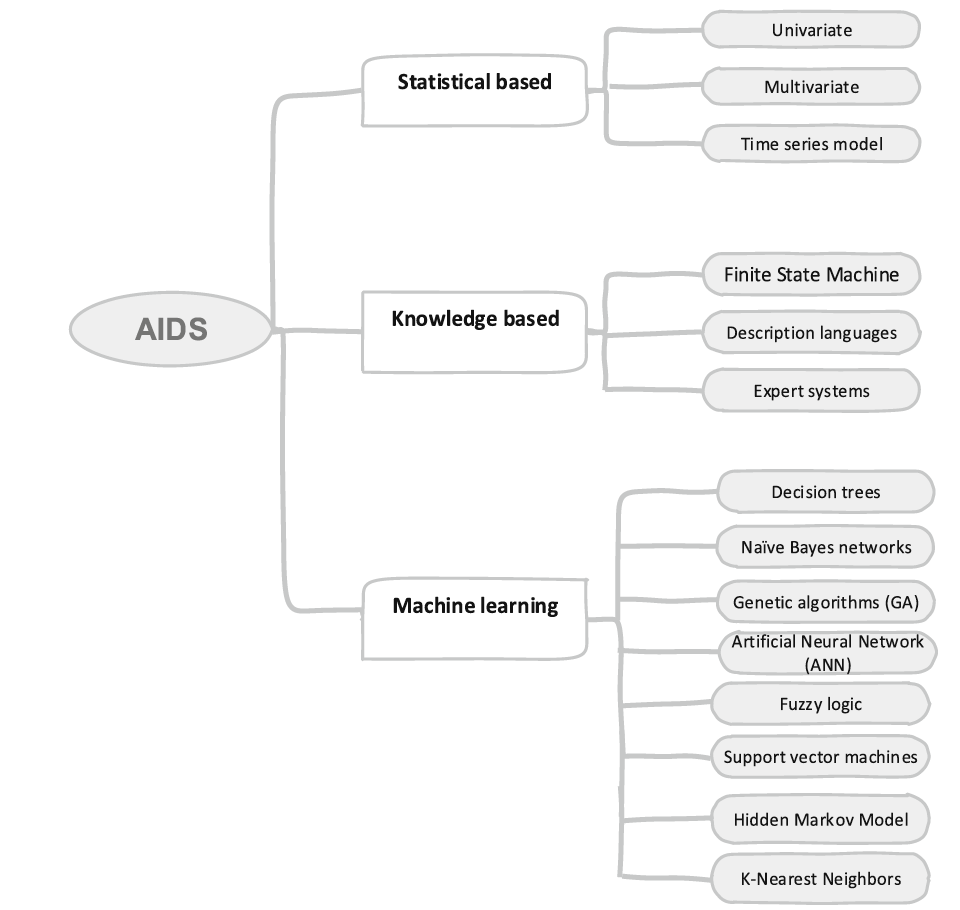 AIDS
Statistical based
Univariate
Multivariate
Time series model
Knowledge based
Finite State Machine
Description languages
Expert systems
Machine learning
Decision trees
Naïve Bayes networks
Genetic algorithms (GA)
Artificial Neural Network
(ANN)
Fuzzy logic
Support vector machines
Hidden Markov Model
K-Nearest Neighbors